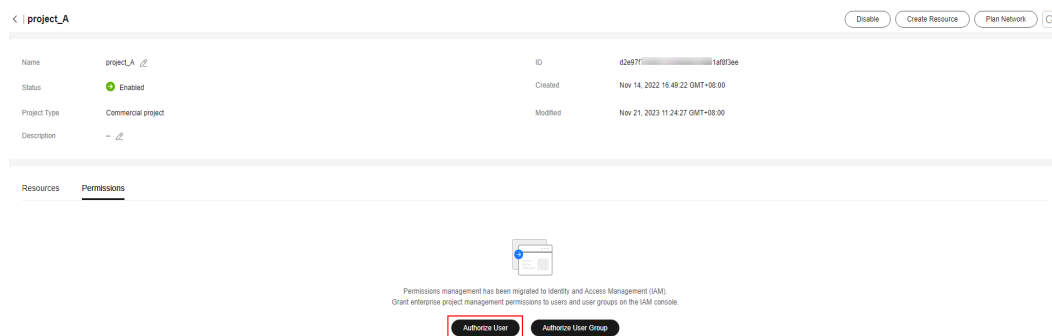 < | project_A Disable Create Resource Plan Network
Name project_A ID d2e97f 1af8f3ee
Status Enabled Created Nov 14, 2022 16:49:22 GMT+08:00
Project Type Commercial project Modified Nov 21, 2023 11:24:27 GMT+08:00
Description --
Resources Permissions
Permissions management has been migrated to Identity and Access Management (IAM).
Grant enterprise project management permissions to users and user groups on the IAM console.
Authorize User Authorize User Group